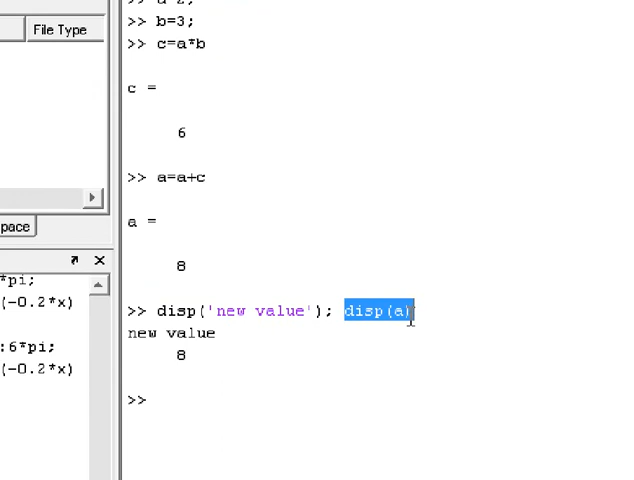 File Type
pace
*pi;
(-0.2*x)
:6*pi;
(-0.2*x)
>> b=3;
>> c=a*b
c =
6
>> a=a+c
a =
8
>> disp('new value'); disp(a)
new value
8
>>